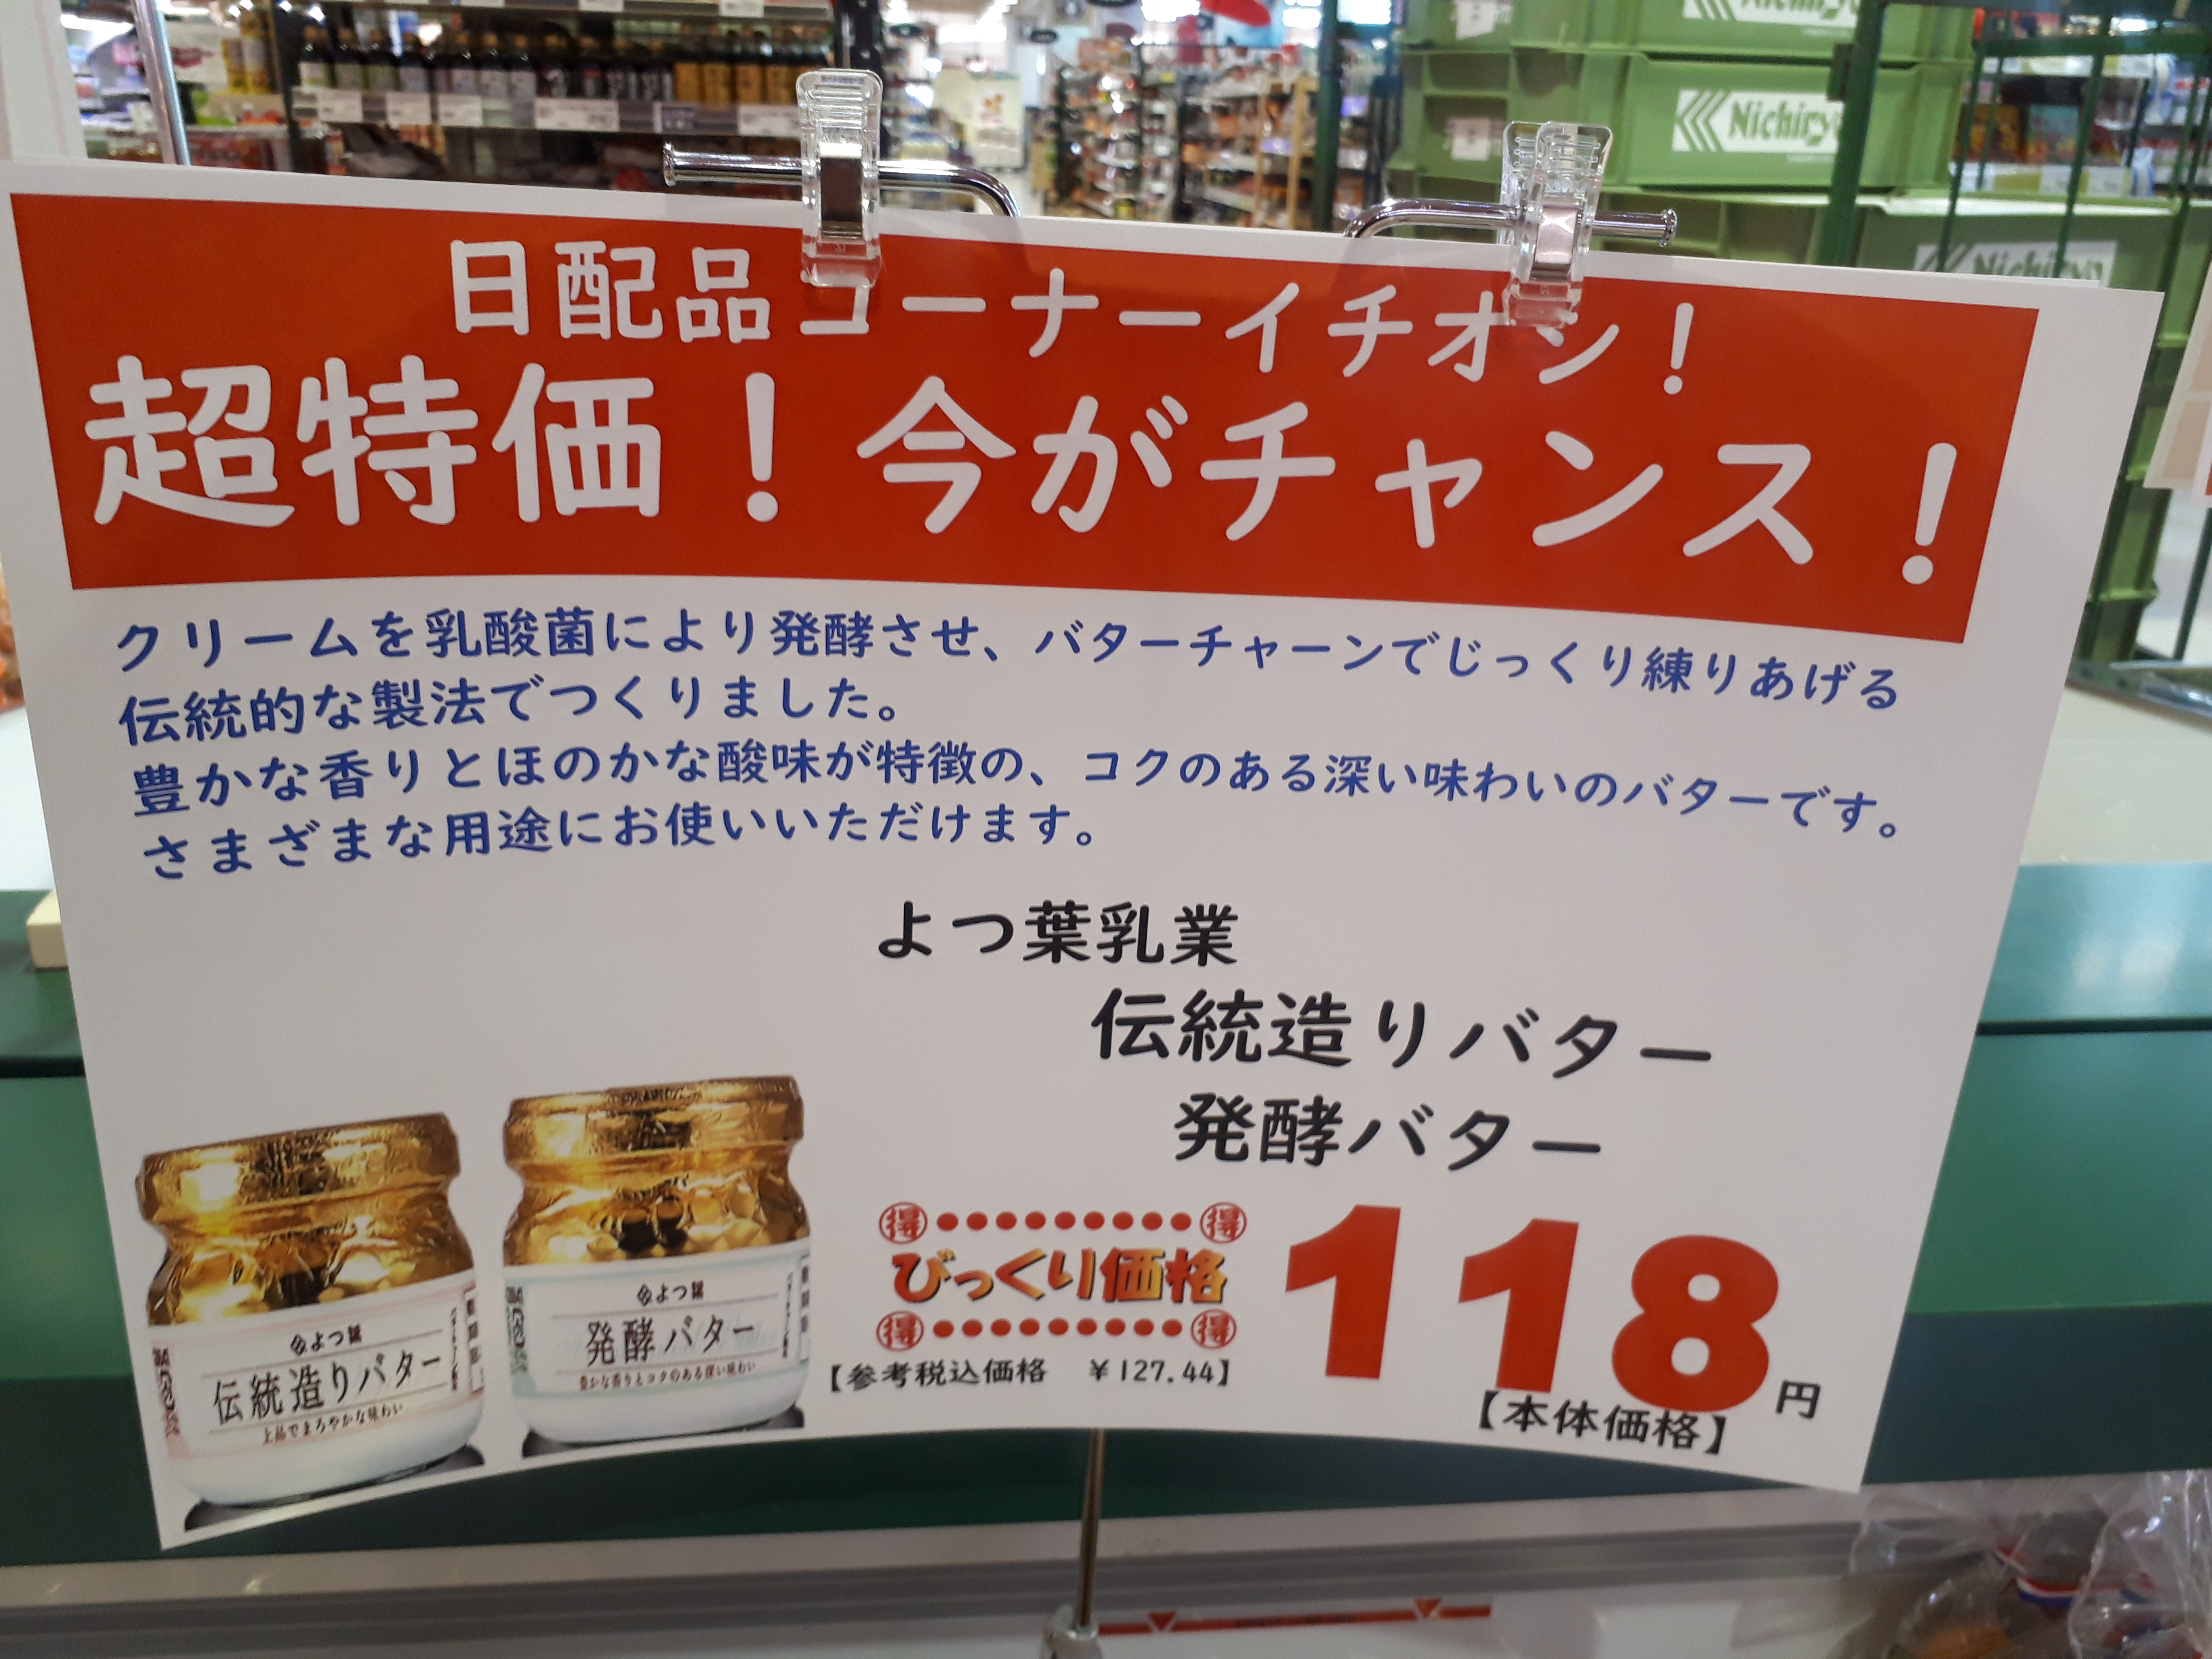 Nichiryu
日配品コーナーイチオシ！
超特価！今がチャンス！
クリームを乳酸菌により発酵させ、バターチャーンでじっくり練りあげる
伝統的な製法でつくりました。
豊かな香りとほのかな酸味が特徴の、コクのある深い味わいのバターです。
さまざまな用途にお使いいただけます。
よつ葉乳業
伝統造りバター
発酵バター
得 得
びっくり価格
得 得
【参考税込価格 ￥127.44】
118円
【本体価格】
よつ葉
伝統造りバター
上品でまろやかな味わい
よつ葉
発酵バター
豊かな香りとコクのある深い味わい